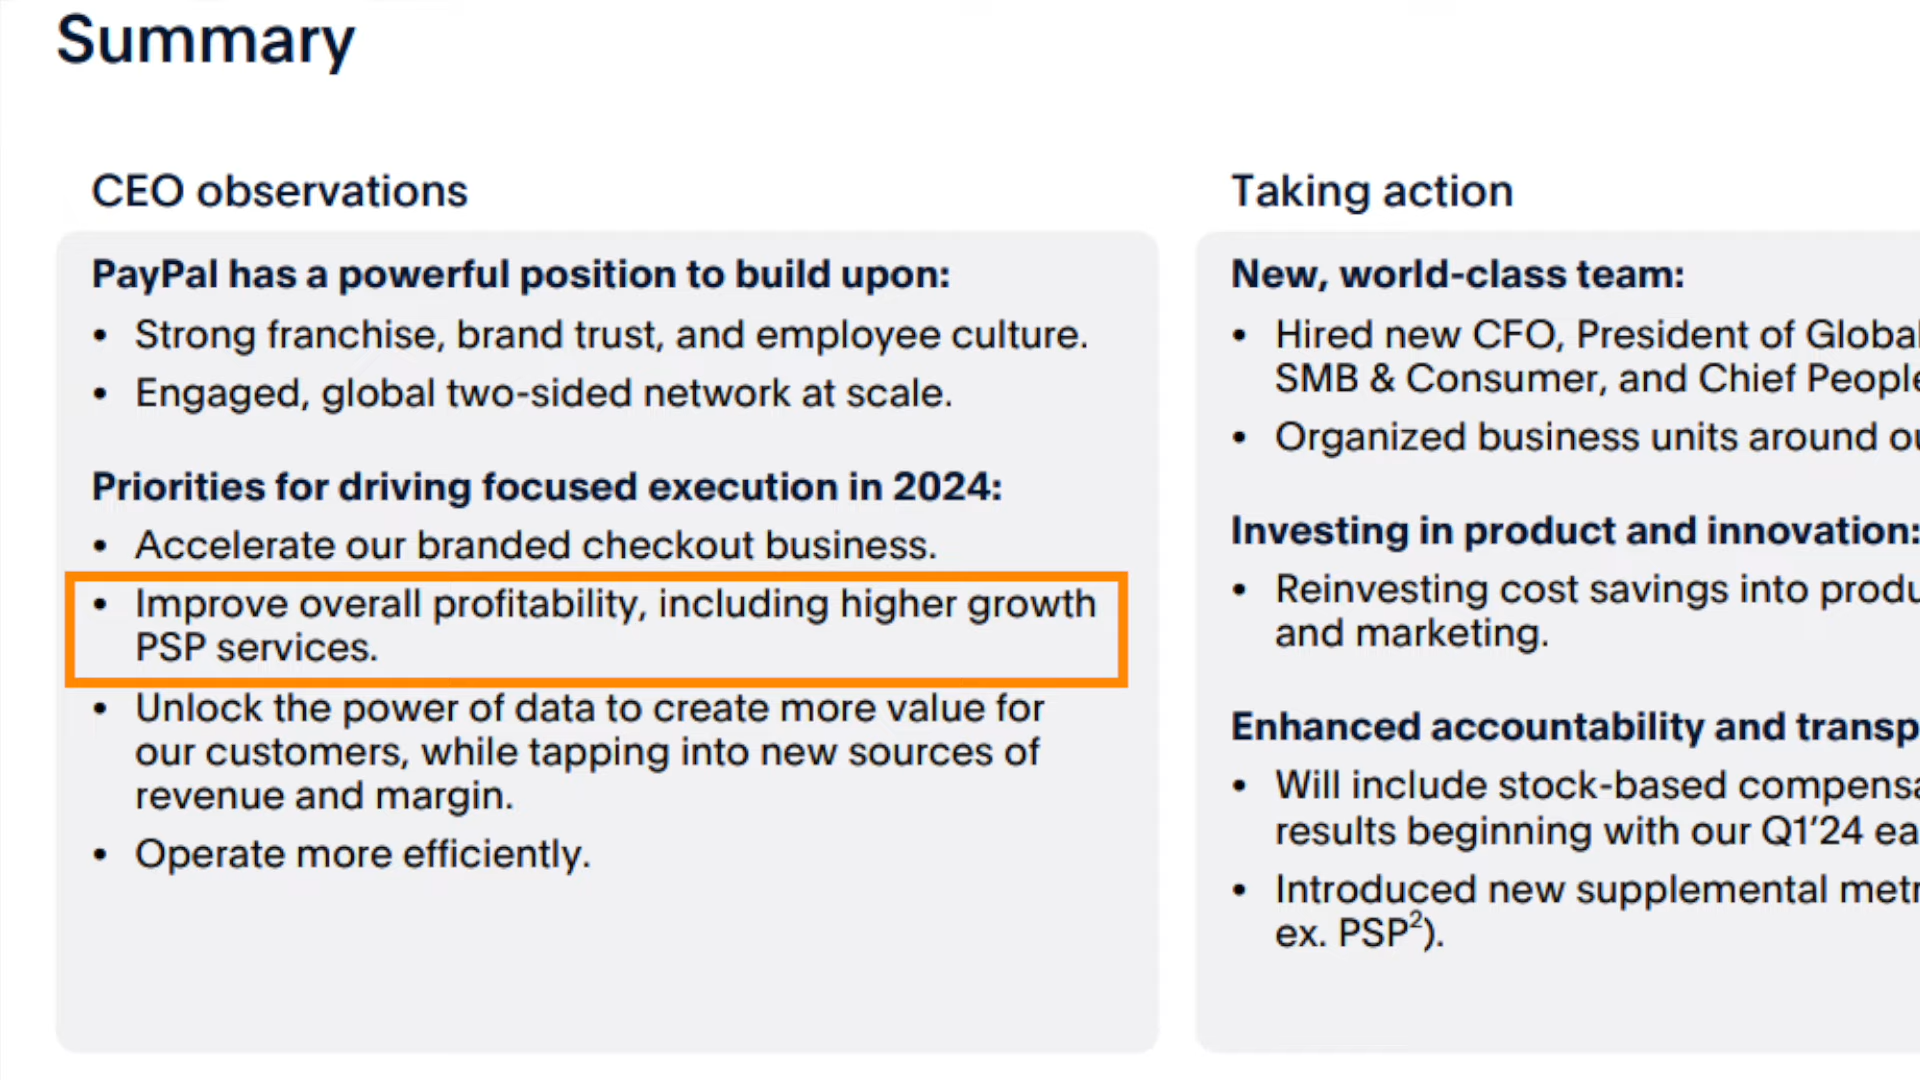 Summary
CEO observations
PayPal has a powerful position to build upon:
• Strong franchise, brand trust, and employee culture.
• Engaged, global two-sided network at scale.
Priorities for driving focused execution in 2024:
• Accelerate our branded checkout business.
• Improve overall profitability, including higher growth
PSP services.
• Unlock the power of data to create more value for
our customers, while tapping into new sources of
revenue and margin.
• Operate more efficiently.
Taking action
New, world-class team:
• Hired new CFO, President of Global
SMB & Consumer, and Chief
• Organized business units around
Investing in product and innovation:
• Reinvesting cost savings into
and marketing.
Enhanced accountability and
• Will include stock-based
results beginning with our Q1’24
• Introduced new supplemental
ex. PSP²).